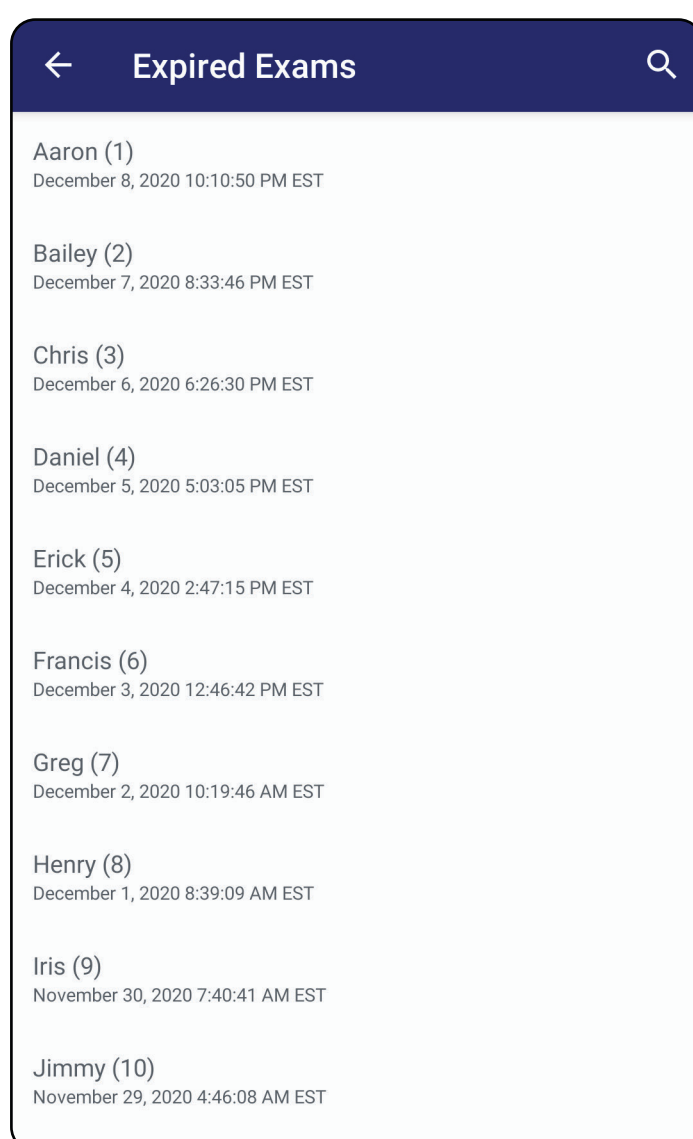 Expired Exams
Aaron (1)
December 8, 2020 10:10:50 PM EST
Bailey (2)
December 7, 2020 8:33:46 PM EST
Chris (3)
December 6, 2020 6:26:30 PM EST
Daniel (4)
December 5, 2020 5:03:05 PM EST
Erick (5)
December 4, 2020 2:47:15 PM EST
Francis (6)
December 3, 2020 12:46:42 PM EST
Greg (7)
December 2, 2020 10:19:46 AM EST
Henry (8)
December 1, 2020 8:39:09 AM EST
Iris (9)
November 30, 2020 7:40:41 AM EST
Jimmy (10)
November 29, 2020 4:46:08 AM EST